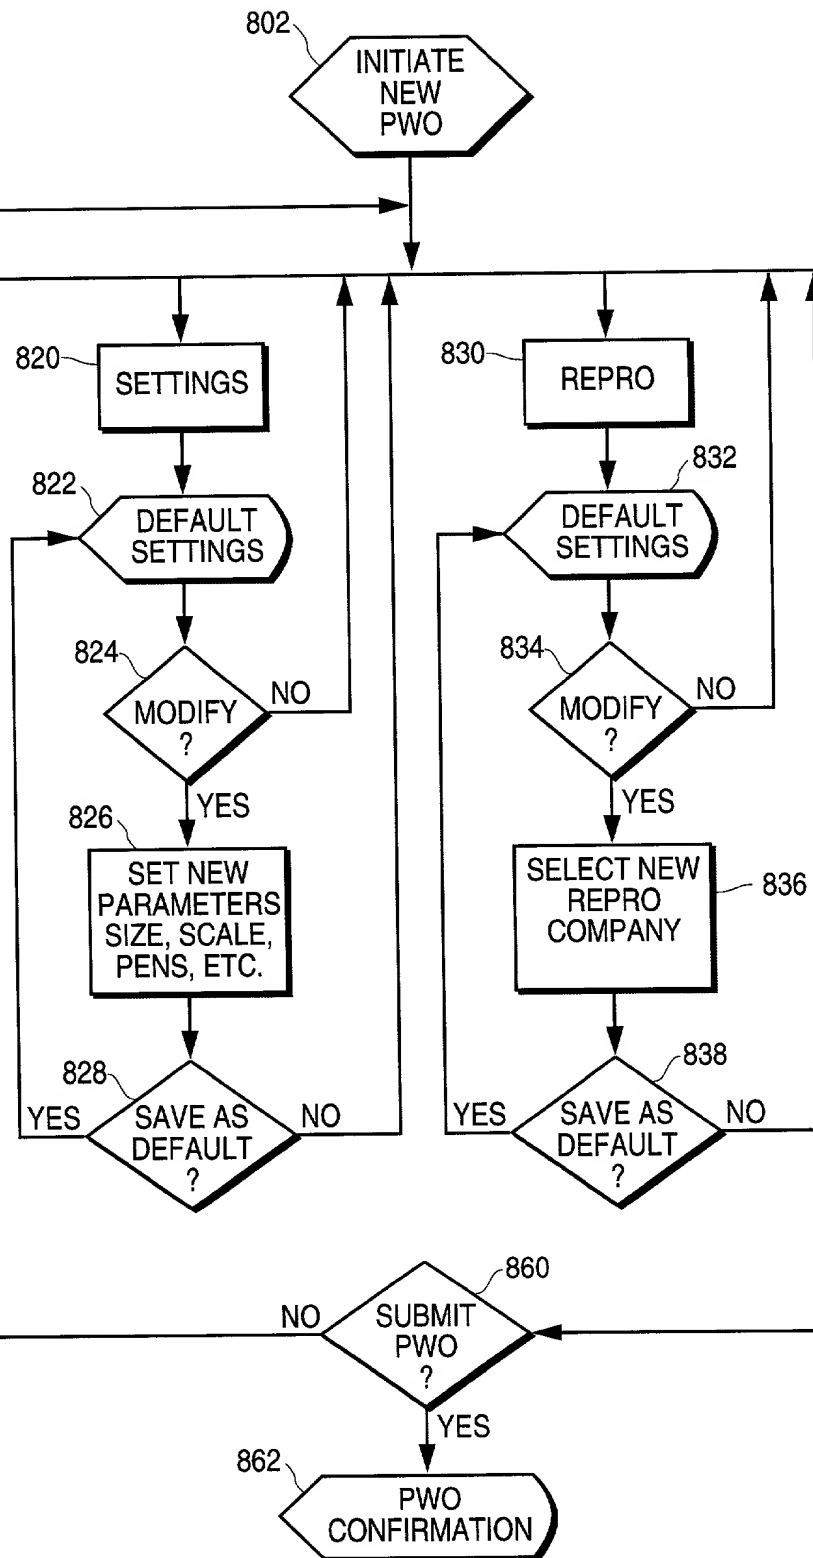 802
INITIATE
NEW
PWO
820
SETTINGS
822
DEFAULT
SETTINGS
824
MODIFY
?
NO
YES
826
SET NEW
PARAMETERS
SIZE, SCALE,
PENS, ETC.
828
YES
SAVE AS
DEFAULT
?
NO
830
REPRO
832
DEFAULT
SETTINGS
834
MODIFY
?
NO
YES
SELECT NEW
REPRO
COMPANY
836
838
YES
SAVE AS
DEFAULT
?
NO
860
NO
SUBMIT
PWO
?
YES
862
PWO
CONFIRMATION